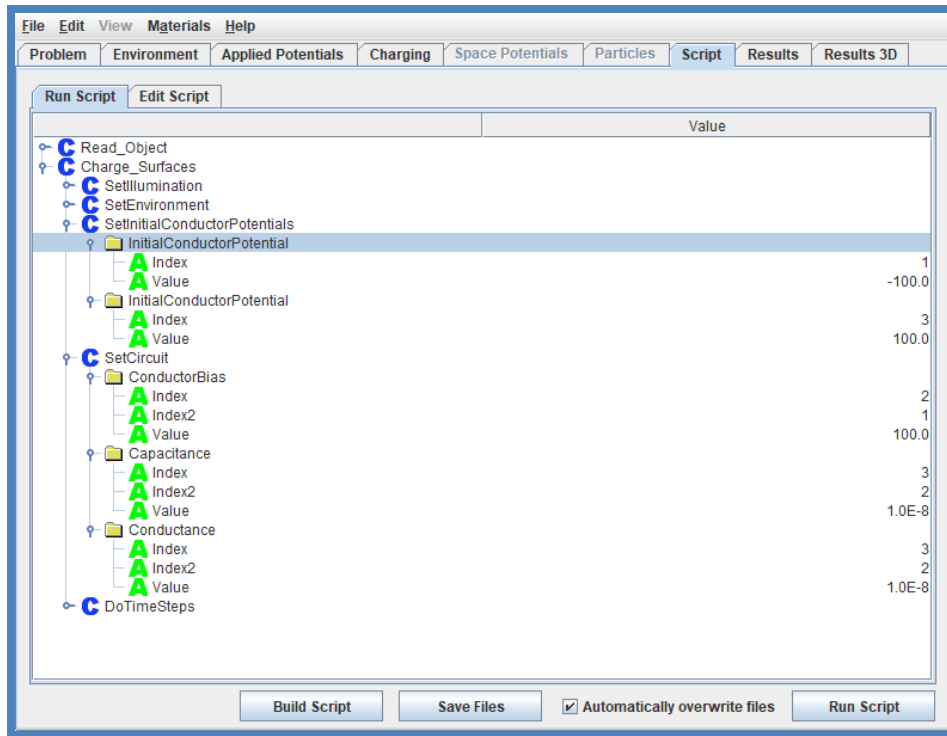 File Edit View Materials Help
Problem Environment Applied Potentials Charging Space Potentials Particles Script Results Results 3D
Run Script Edit Script
Value
C Read_Object
C Charge_Surfaces
C SetIllumination
C SetEnvironment
C SetInitialConductorPotentials
InitialConductorPotential
A Index 1
A Value -100.0
InitialConductorPotential
A Index 3
A Value 100.0
C SetCircuit
ConductorBias
A Index 2
A Index2 1
A Value 100.0
Capacitance
A Index 3
A Index2 2
A Value 1.0E-8
Conductance
A Index 3
A Index2 2
A Value 1.0E-8
C DoTimeSteps
Build Script Save Files Automatically overwrite files Run Script